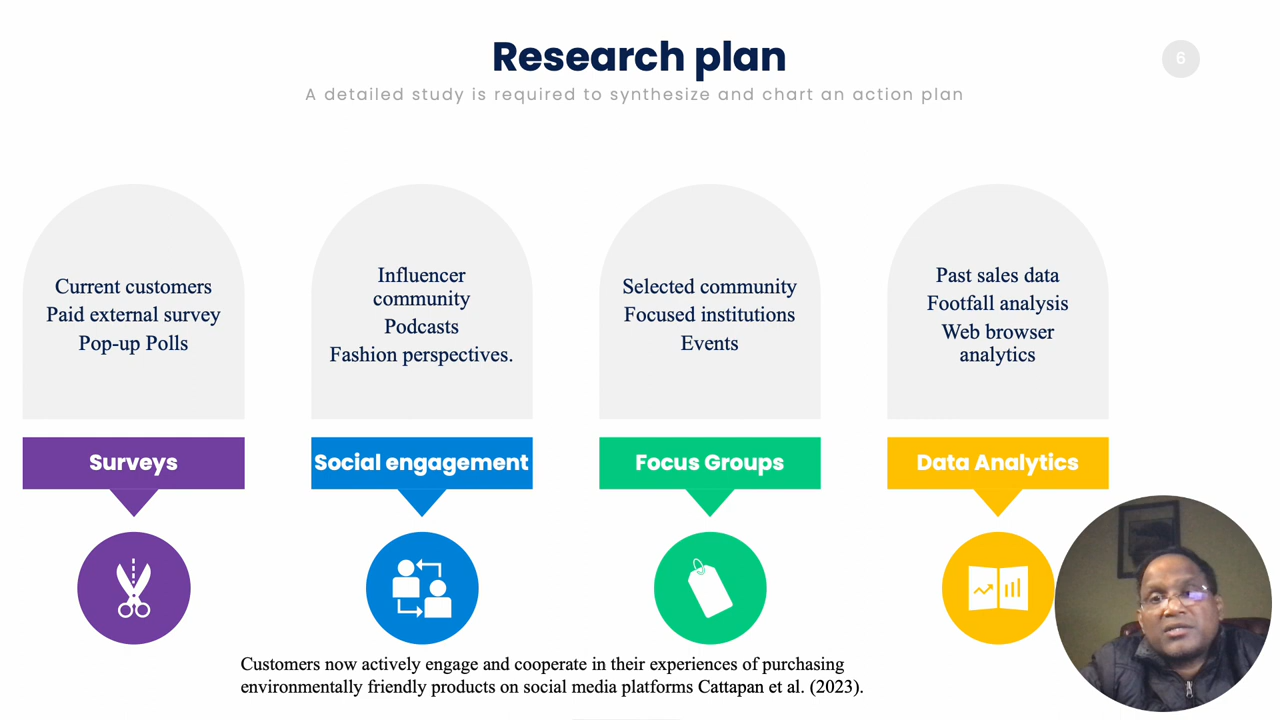 Research plan
6
A detailed study is required to synthesize and chart an action plan
Current customers
Paid external survey
Pop-up Polls
Surveys
Influencer
community
Podcasts
Fashion perspectives.
Social engagement
Selected community
Focused institutions
Events
Focus Groups
Past sales data
Footfall analysis
Web browser
analytics
Data Analytics
Customers now actively engage and cooperate in their experiences of purchasing
environmentally friendly products on social media platforms Cattapan et al. (2023).